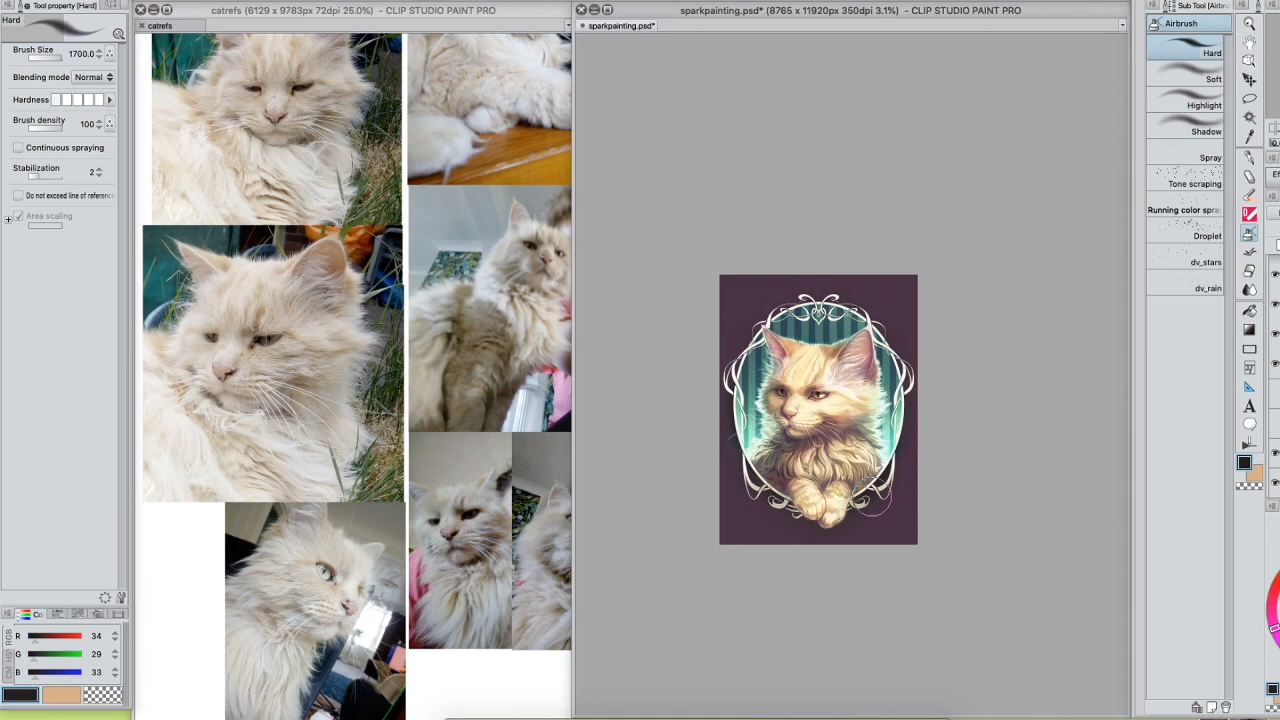 Tool property [Hard]
catrefs (6129 x 9783px 72dpi 25.0%) - CLIP STUDIO PAINT PRO
sparkpainting.psd* (8765 x 11920px 350dpi 3.1%) - CLIP STUDIO PAINT PRO
Sub Tool [Airbru
Hard
catrefs
sparkpainting.psd*
Airbrush
Brush Size 1700.0
Blending mode Normal
Hardness
Brush density 100
Continuous spraying
Stabilization 2
Do not exceed line of referenc
Area scaling
Hard
Soft
Highlight
Shadow
Spray
Tone scraping
Running color spra
Droplet
dv_stars
dv_rain
R 34
G 29
B 33
RGB